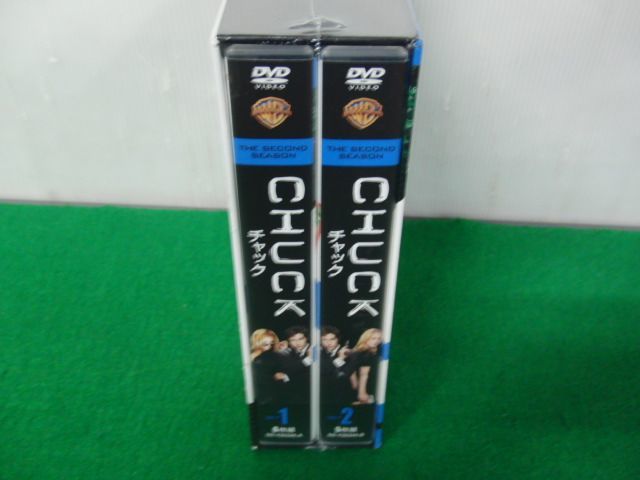 DVD
VIDEO
THE SECOND
SEASON
CHUCK
チャック
1
DVD
VIDEO
THE SECOND
SEASON
CHUCK
チャック
2